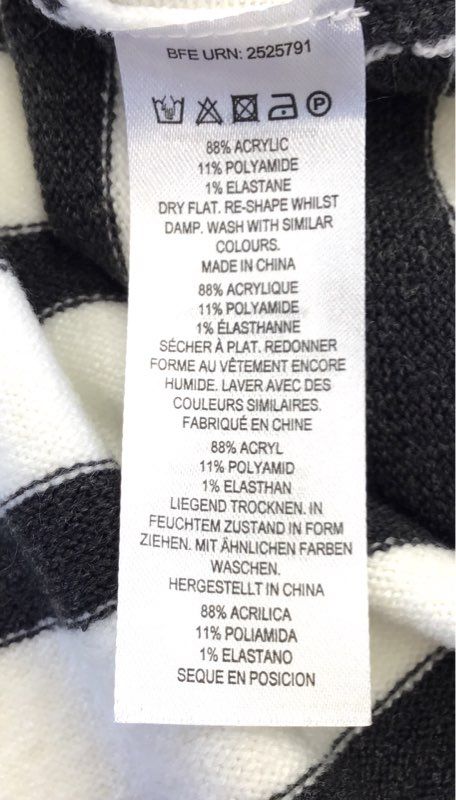 BFE URN: 2525791
P
88% ACRYLIC
11% POLYAMIDE
1% ELASTANE
DRY FLAT. RE-SHAPE WHILST
DAMP. WASH WITH SIMILAR
COLOURS.
MADE IN CHINA
88% ACRYLIQUE
11% POLYAMIDE
1% ÉLASTHANNE
SÉCHER À PLAT. REDONNER
FORME AU VÊTEMENT ENCORE
HUMIDE. LAVER AVEC DES
COULEURS SIMILAIRES.
FABRIQUÉ EN CHINE
88% ACRYL
11% POLYAMID
1% ELASTHAN
LIEGEND TROCKNEN. IN
FEUCHTEM ZUSTAND IN FORM
ZIEHEN. MIT ÄHNLICHEN FARBEN
WASCHEN.
HERGESTELLT IN CHINA
88% ACRILICA
11% POLIAMIDA
1% ELASTANO
SEQUE EN POSICION